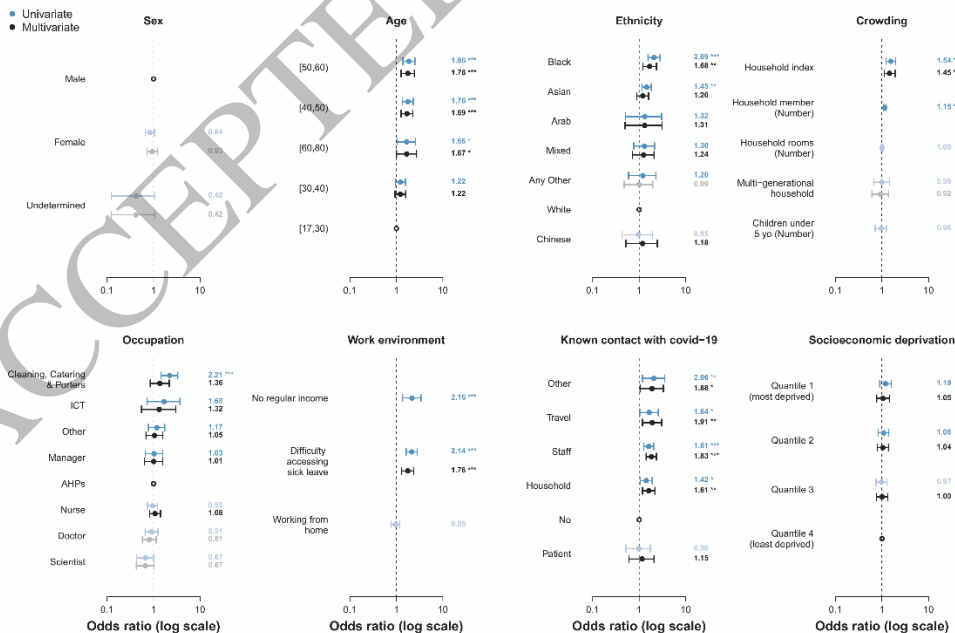 Univariate
Multivariate
Sex
Male
Female
0.84
0.93
Undetermined
0.42
0.42
0.1 1 10
Age
[50,60)
1.86 ***
1.76 ***
[40,50)
1.76 ***
1.69 ***
[60,80)
1.66 *
1.67 *
[30,40)
1.22
1.22
[17,30)
0.1 1 10
Ethnicity
Black
2.09 ***
1.68 **
Asian
1.45 **
1.20
Arab
1.32
1.31
Mixed
1.30
1.24
Any Other
1.20
0.99
White
Chinese
0.95
1.18
0.1 1 10
Crowding
Household index
1.54 *
1.45 *
Household member
(Number)
1.15 *
Household rooms
(Number)
1.00
Multi-generational
household
0.99
0.92
Children under
5 yo (Number)
0.96
0.1 1 10
Occupation
Cleaning, Catering
& Porters
2.21 ***
1.36
ICT
1.68
1.32
Other
1.17
1.05
Manager
1.03
1.01
AHPs
Nurse
0.95
1.08
Doctor
0.91
0.81
Scientist
0.67
0.67
0.1 1 10
Odds ratio (log scale)
Work environment
No regular income
2.16 ***
Difficulty
accessing
sick leave
2.14 ***
1.76 ***
Working from
home
0.95
0.1 1 10
Odds ratio (log scale)
Known contact with covid−19
Other
2.06 **
1.88 *
Travel
1.64 *
1.91 **
Staff
1.61 ***
1.83 ***
Household
1.42 *
1.61 **
No
Patient
0.98
1.15
0.1 1 10
Odds ratio (log scale)
Socioeconomic deprivation
Quantile 1
(most deprived)
1.19
1.05
Quantile 2
1.08
1.04
Quantile 3
0.97
1.00
Quantile 4
(least deprived)
0.1 1 10
Odds ratio (log scale)
ACCEPTE